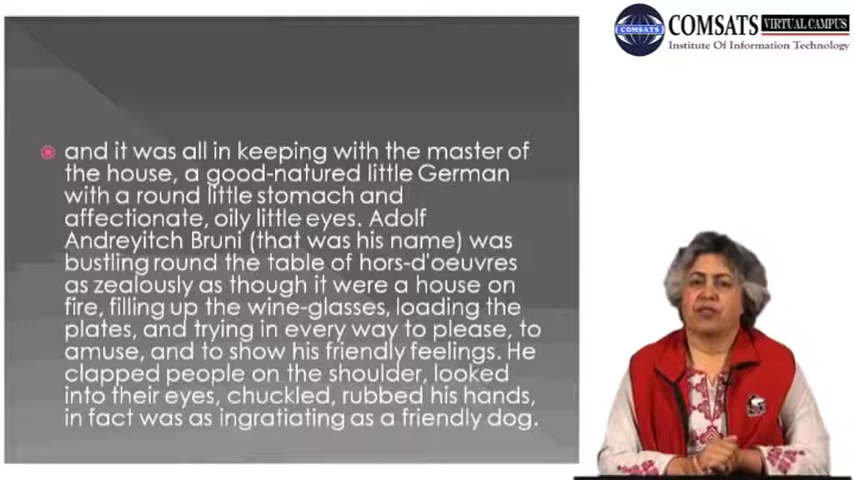 COMSATS VIRTUAL CAMPUS
COMSATS
Institute Of Information Technology
and it was all in keeping with the master of
the house, a good-natured little German
with a round little stomach and
affectionate, oily little eyes. Adolf
Andreyitch Bruni (that was his name) was
bustling round the table of hors-d'oeuvres
as zealously as though it were a house on
fire, filling up the wine-glasses, loading the
plates, and trying in every way to please, to
amuse, and to show his friendly feelings. He
clapped people on the shoulder, looked
into their eyes, chuckled, rubbed his hands,
in fact was as ingratiating as a friendly dog.